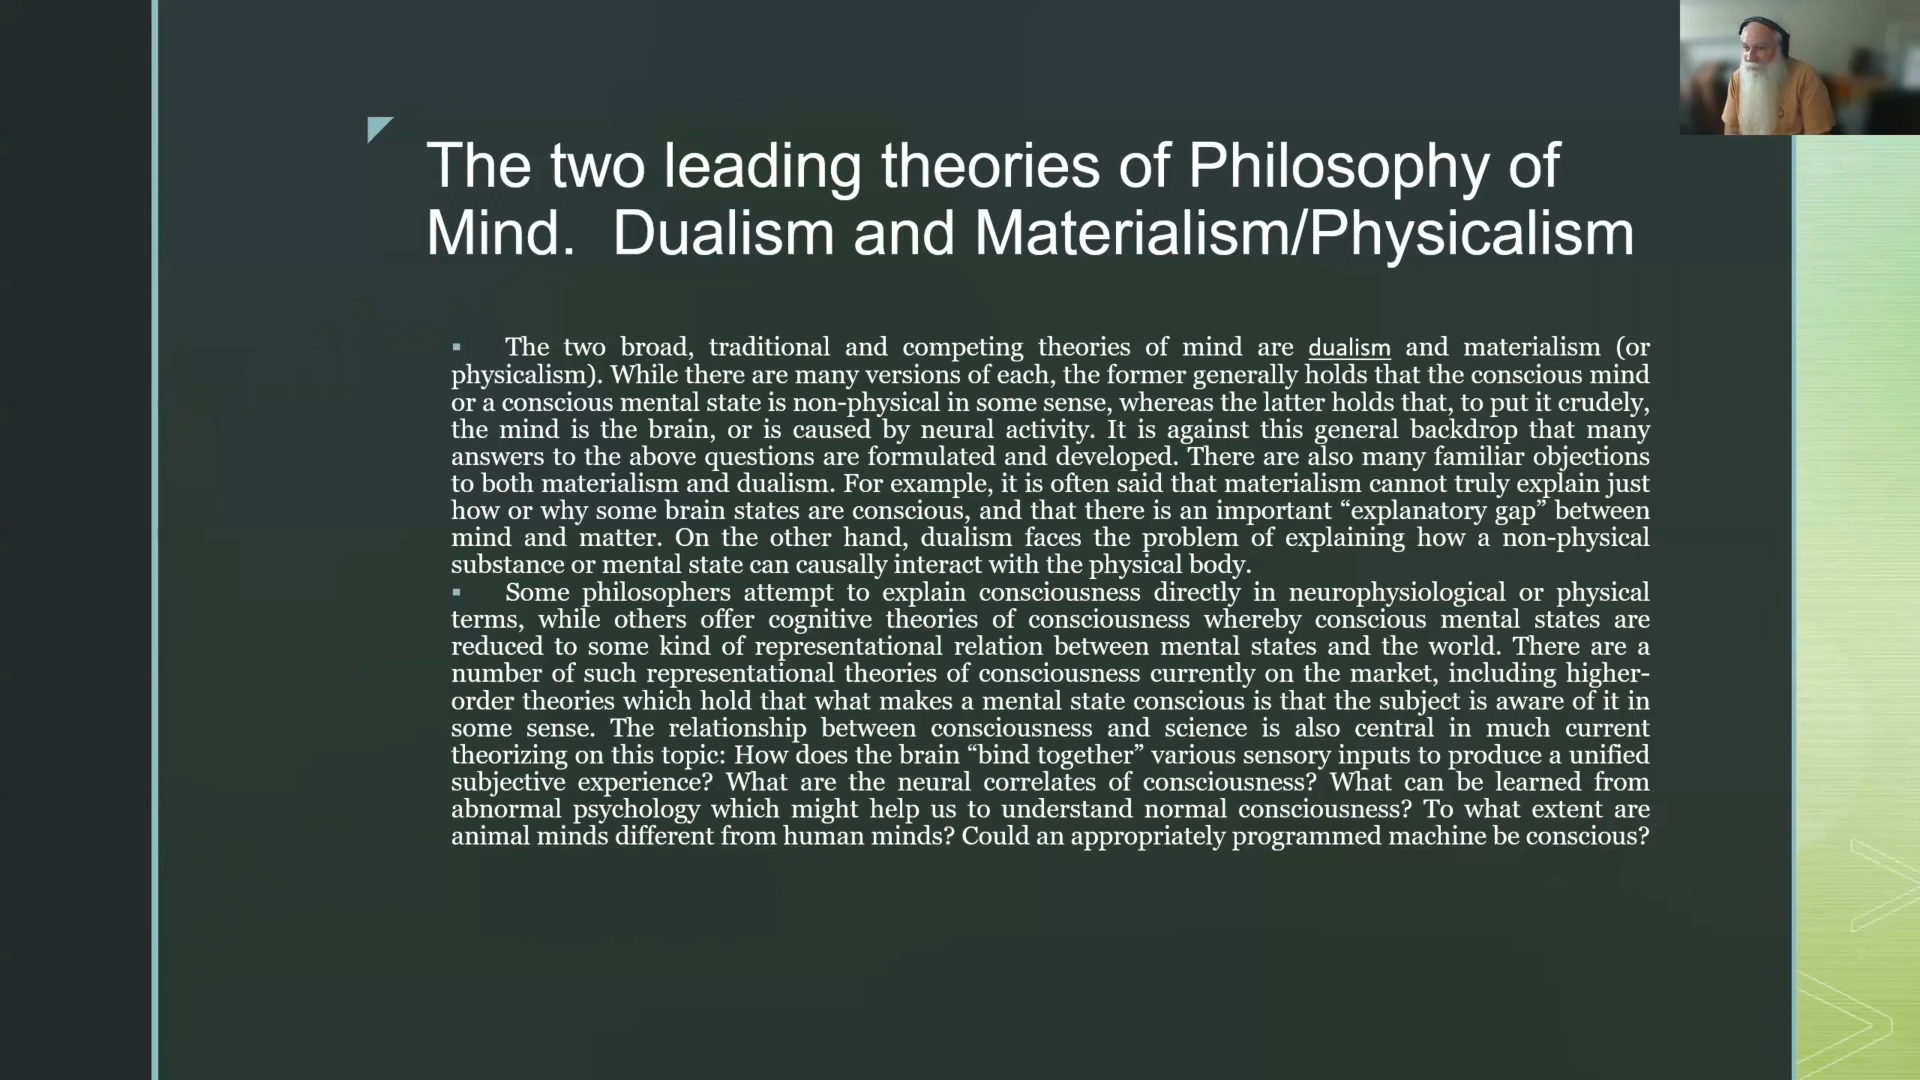 The two leading theories of Philosophy of
Mind.  Dualism and Materialism/Physicalism
▪ The two broad, traditional and competing theories of mind are dualism and materialism (or
physicalism). While there are many versions of each, the former generally holds that the conscious mind
or a conscious mental state is non-physical in some sense, whereas the latter holds that, to put it crudely,
the mind is the brain, or is caused by neural activity. It is against this general backdrop that many
answers to the above questions are formulated and developed. There are also many familiar objections
to both materialism and dualism. For example, it is often said that materialism cannot truly explain just
how or why some brain states are conscious, and that there is an important “explanatory gap” between
mind and matter. On the other hand, dualism faces the problem of explaining how a non-physical
substance or mental state can causally interact with the physical body.
▪ Some philosophers attempt to explain consciousness directly in neurophysiological or physical
terms, while others offer cognitive theories of consciousness whereby conscious mental states are
reduced to some kind of representational relation between mental states and the world. There are a
number of such representational theories of consciousness currently on the market, including higher-
order theories which hold that what makes a mental state conscious is that the subject is aware of it in
some sense. The relationship between consciousness and science is also central in much current
theorizing on this topic: How does the brain “bind together” various sensory inputs to produce a unified
subjective experience? What are the neural correlates of consciousness? What can be learned from
abnormal psychology which might help us to understand normal consciousness? To what extent are
animal minds different from human minds? Could an appropriately programmed machine be conscious?